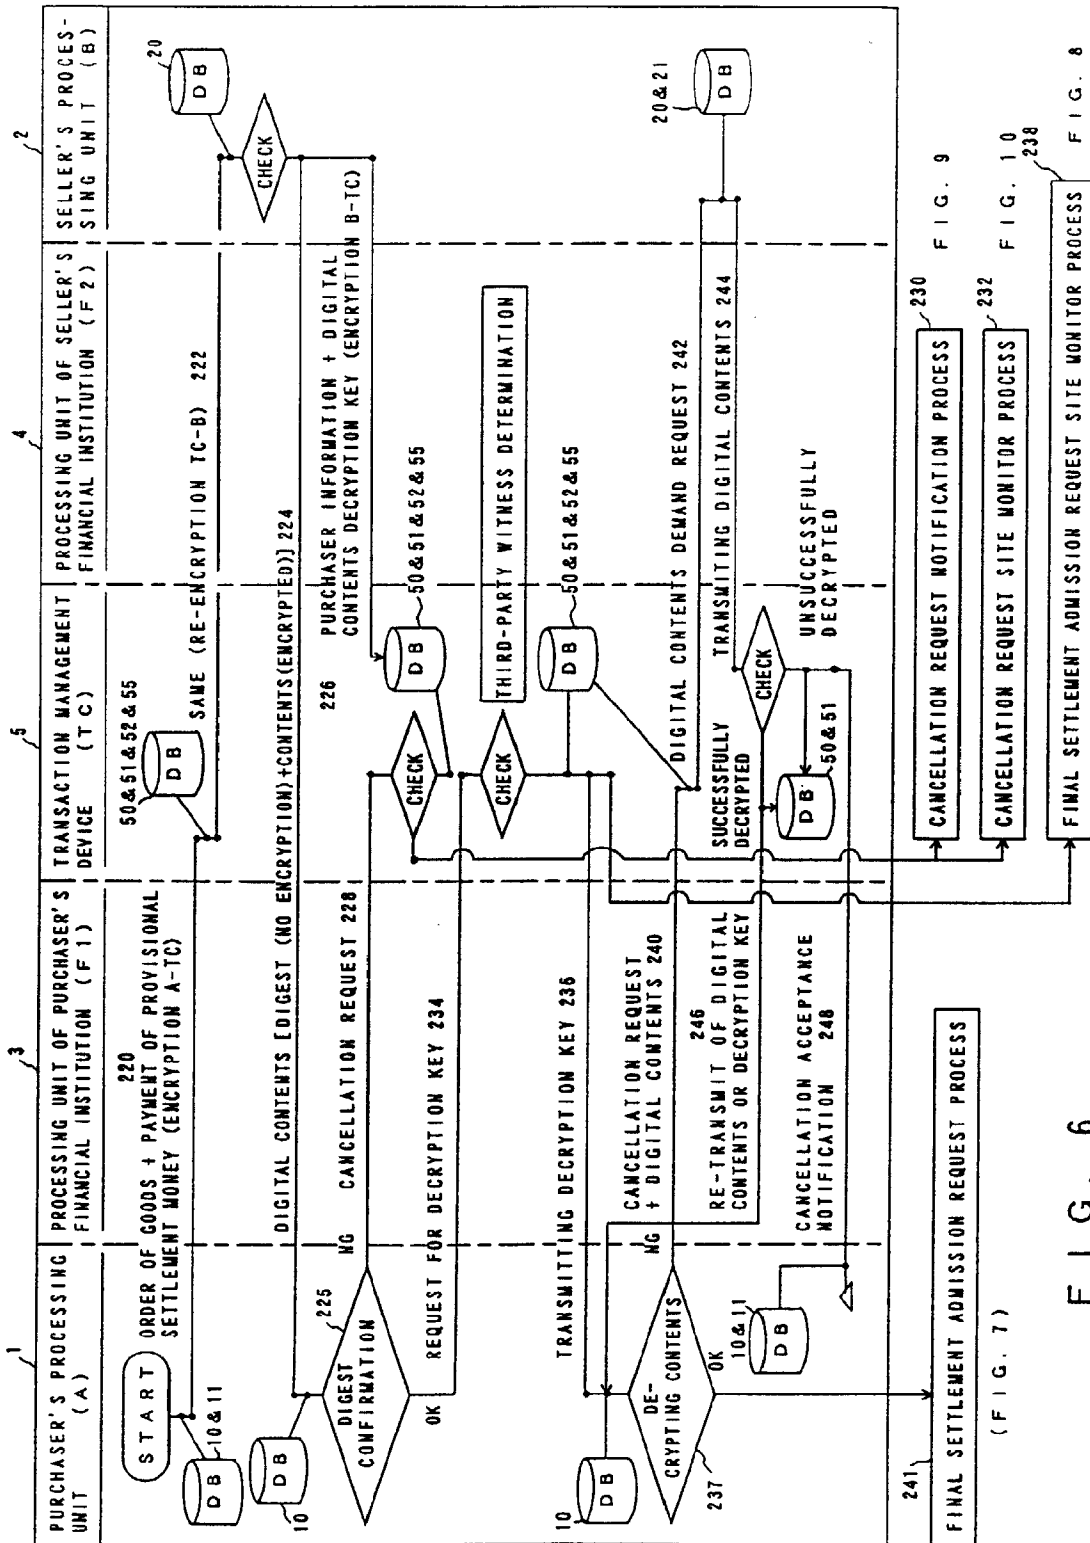 1
PURCHASER'S PROCESSING
UNIT (A)
3
PROCESSING UNIT OF PURCHASER'S
FINANCIAL INSTITUTION (F1)
5
TRANSACTION MANAGEMENT
DEVICE (TC)
4
PROCESSING UNIT OF SELLER'S
FINANCIAL INSTITUTION (F2)
2
SELLER'S PROCES-
SING UNIT (B)
START
220
ORDER OF GOODS + PAYMENT OF PROVISIONAL
SETTLEMENT MONEY (ENCRYPTION A-TC)
DB
10&11
50&51&52&55
DB
SAME (RE-ENCRYPTION TC-B) 222
20
DB
CHECK
DIGITAL CONTENTS [DIGEST (NO ENCRYPTION)+CONTENTS(ENCRYPTED)] 224
DB
10
225
DIGEST
CONFIRMATION
NG
CANCELLATION REQUEST 228
226
PURCHASER INFORMATION + DIGITAL
CONTENTS DECRYPTION KEY (ENCRYPTION B-TC)
DB
50&51&52&55
CHECK
OK
REQUEST FOR DECRYPTION KEY 234
CHECK
THIRD-PARTY WITNESS DETERMINATION
DB
50&51&52&55
TRANSMITTING DECRYPTION KEY 236
10
DB
DE-
CRYPTING CONTENTS
237
NG
CANCELLATION REQUEST
+ DIGITAL CONTENTS 240
DIGITAL CONTENTS DEMAND REQUEST 242
20&21
DB
TRANSMITTING DIGITAL CONTENTS 244
OK
246
RE-TRANSMIT OF DIGITAL
CONTENTS OR DECRYPTION KEY
SUCCESSFULLY
DECRYPTED
CHECK
UNSUCCESSFULLY
DECRYPTED
DB
50&51
10&11
DB
CANCELLATION ACCEPTANCE
NOTIFICATION 248
230
CANCELLATION REQUEST NOTIFICATION PROCESS
FIG. 9
232
CANCELLATION REQUEST SITE MONITOR PROCESS
FIG. 10
238
FINAL SETTLEMENT ADMISSION REQUEST SITE MONITOR PROCESS
FIG. 8
241
FINAL SETTLEMENT ADMISSION REQUEST PROCESS
(FIG. 7)
FIG. 6